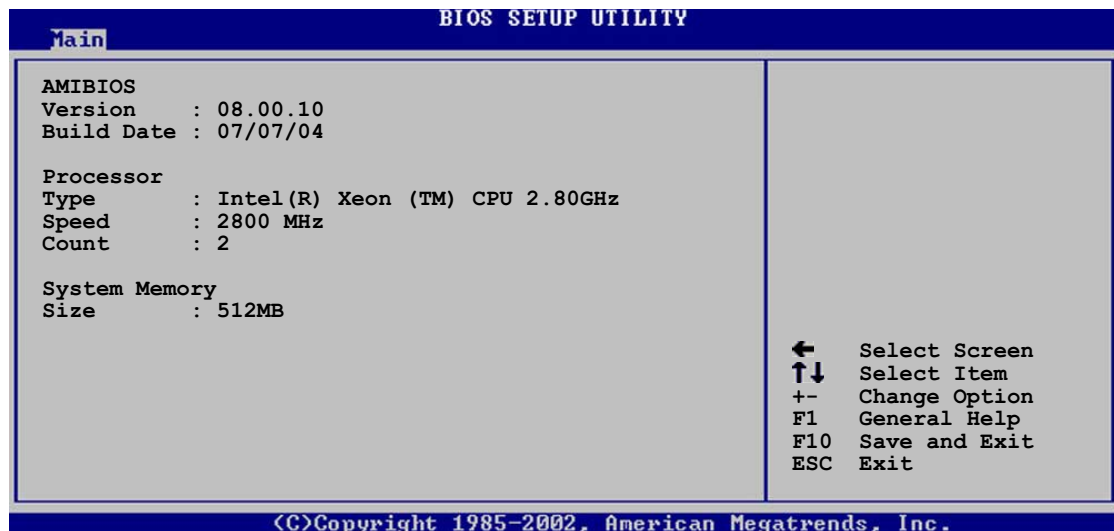 BIOS SETUP UTILITY
Main
AMIBIOS
Version : 08.00.10
Build Date : 07/07/04
Processor
Type : Intel(R) Xeon (TM) CPU 2.80GHz
Speed : 2800 MHz
Count : 2
System Memory
Size : 512MB
← Select Screen
↑↓ Select Item
+- Change Option
F1 General Help
F10 Save and Exit
ESC Exit
(C)Copyright 1985-2002, American Megatrends, Inc.